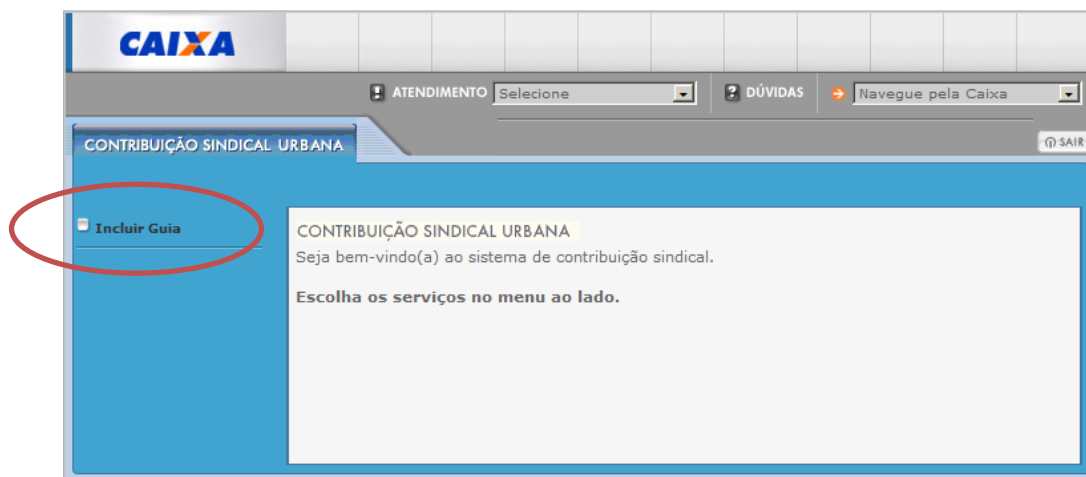 CAIXA
ATENDIMENTO Selecione DÚVIDAS Navegue pela Caixa
CONTRIBUIÇÃO SINDICAL URBANA SAIR
Incluir Guia
CONTRIBUIÇÃO SINDICAL URBANA
Seja bem-vindo(a) ao sistema de contribuição sindical.
Escolha os serviços no menu ao lado.